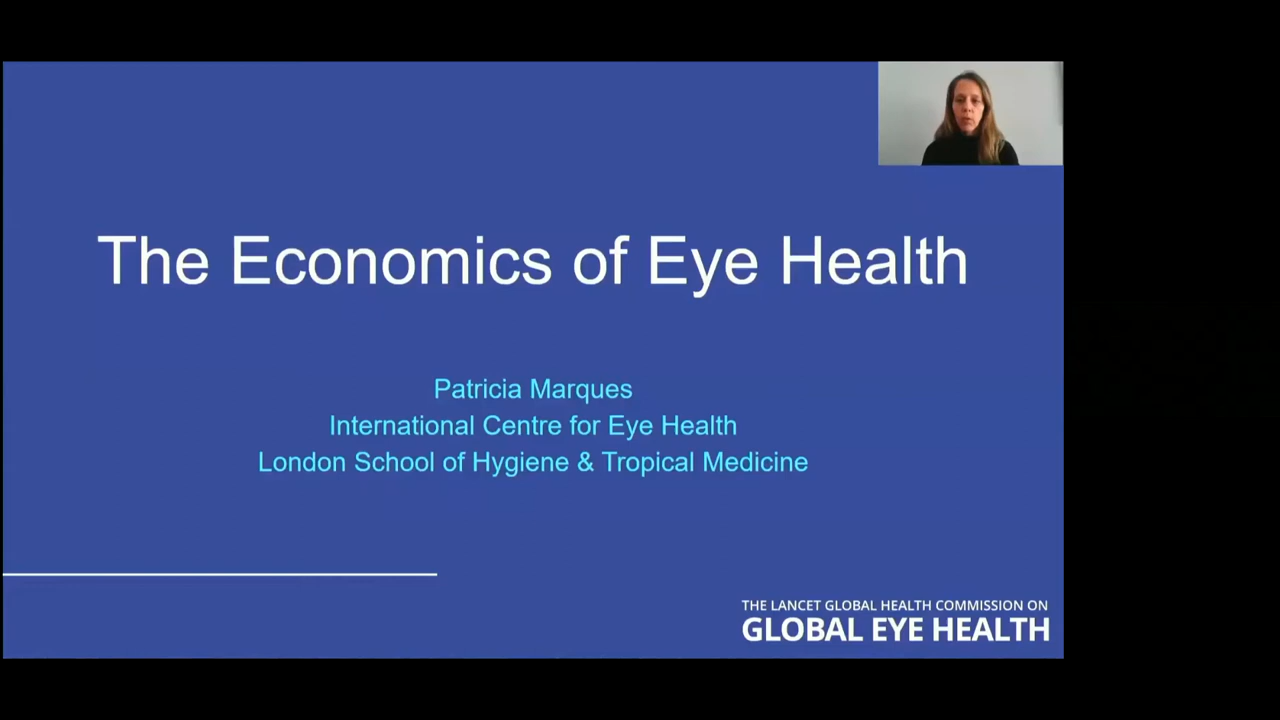 The Economics of Eye Health
Patricia Marques
International Centre for Eye Health
London School of Hygiene & Tropical Medicine
THE LANCET GLOBAL HEALTH COMMISSION ON
GLOBAL EYE HEALTH